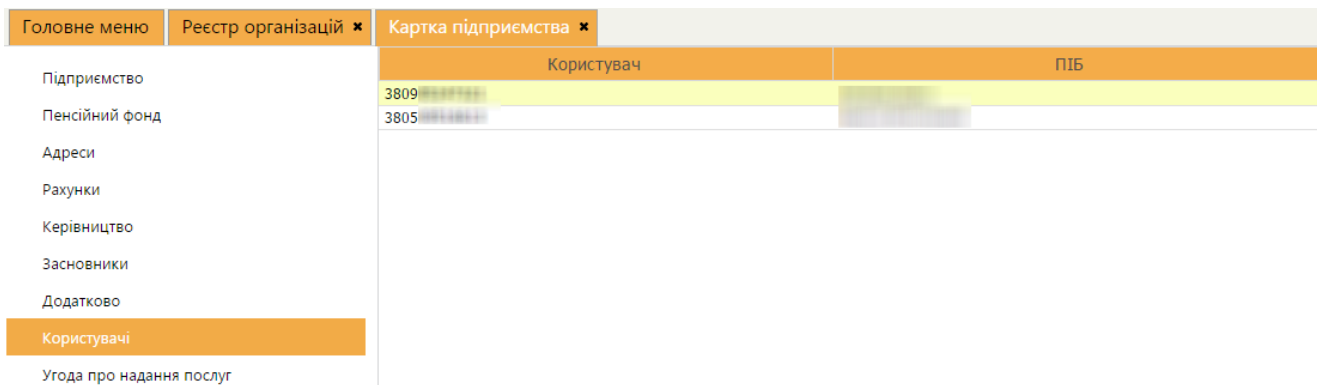 Головне меню Реєстр організацій × Картка підприємства ×
Користувач ПІБ
Підприємство
Пенсійний фонд
Адреси
Рахунки
Керівництво
Засновники
Додатково
Користувачі
Угода про надання послуг
3809
3805